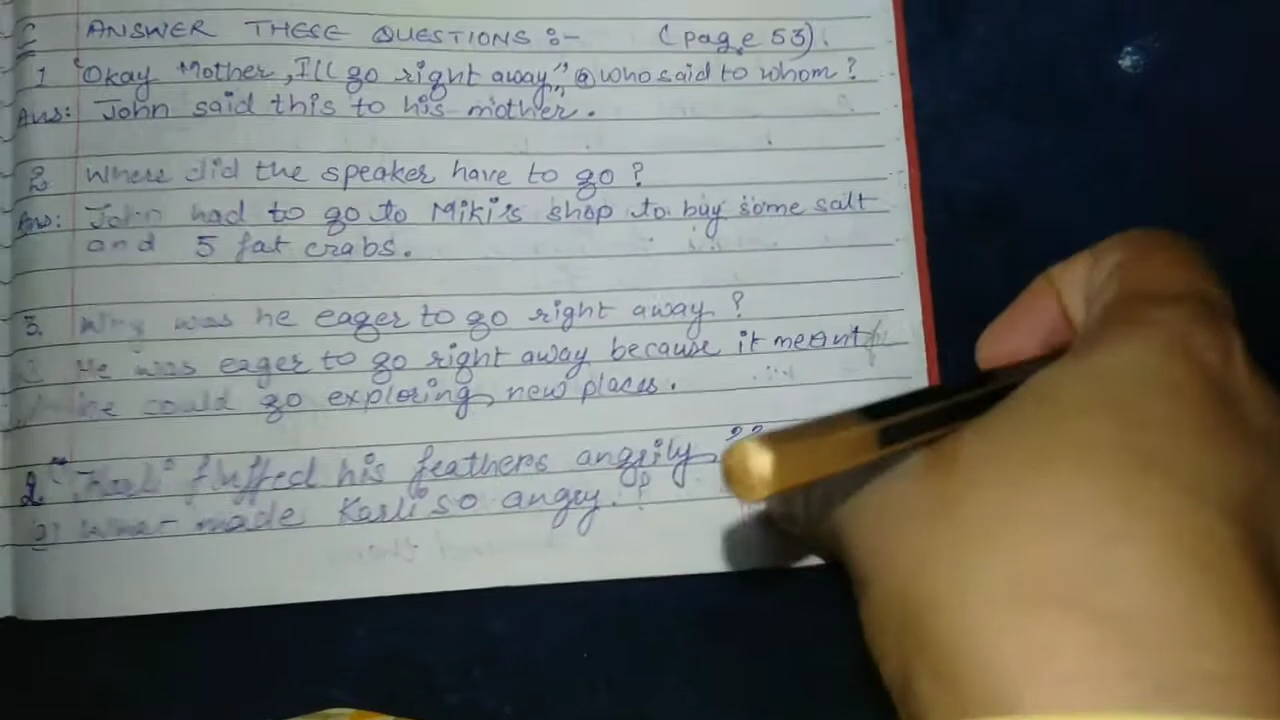 C ANSWER THESE QUESTIONS :- (page 53).
1 "Okay Mother, I'll go right away," @ who said to whom?
Ans: John said this to his mother.
2. Where did the speaker have to go?
Ans: John had to go to Miki's shop to buy some salt
and 5 fat crabs.
3. Why was he eager to go right away?
He was eager to go right away because it meant
he could go exploring new places.
2. fluffed his feathers angrily,"
a) What made Karli so angry.?